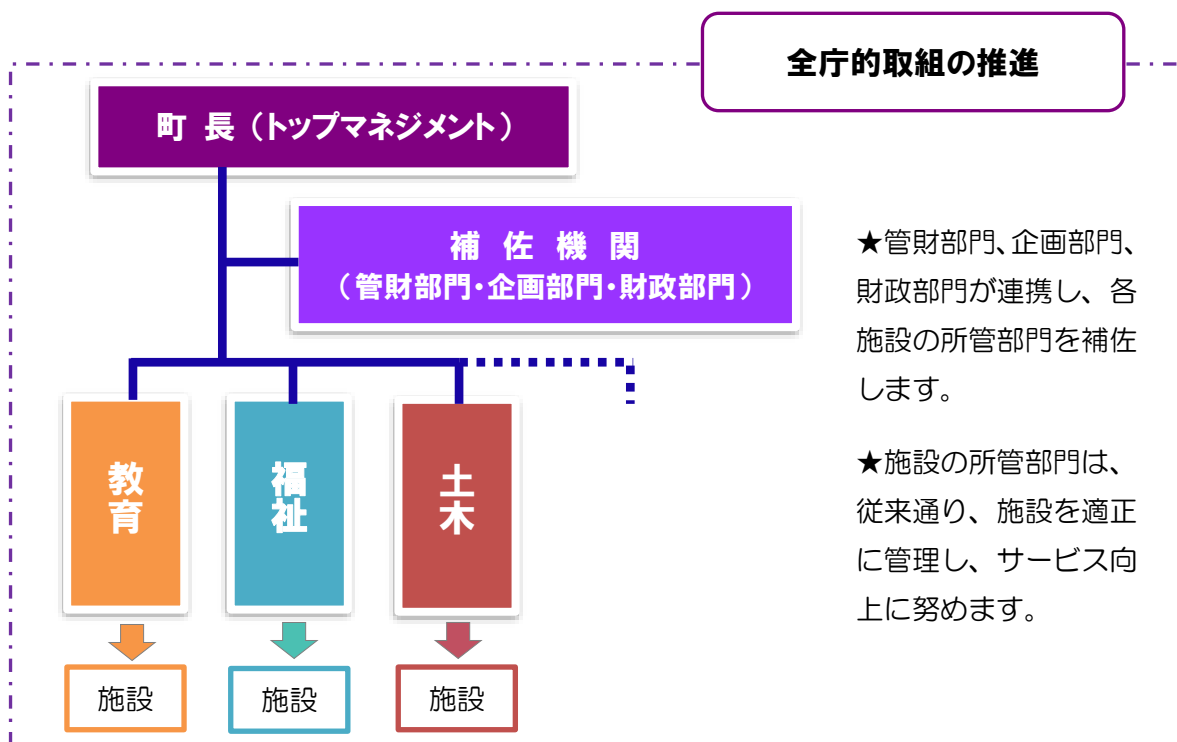 全庁的取組の推進
町 長（トップマネジメント）
補 佐 機 関
（管財部門・企画部門・財政部門）
★管財部門、企画部門、
財政部門が連携し、各
施設の所管部門を補佐
します。
★施設の所管部門は、
従来通り、施設を適正
に管理し、サービス向
上に努めます。
教育
福祉
土木
施設
施設
施設